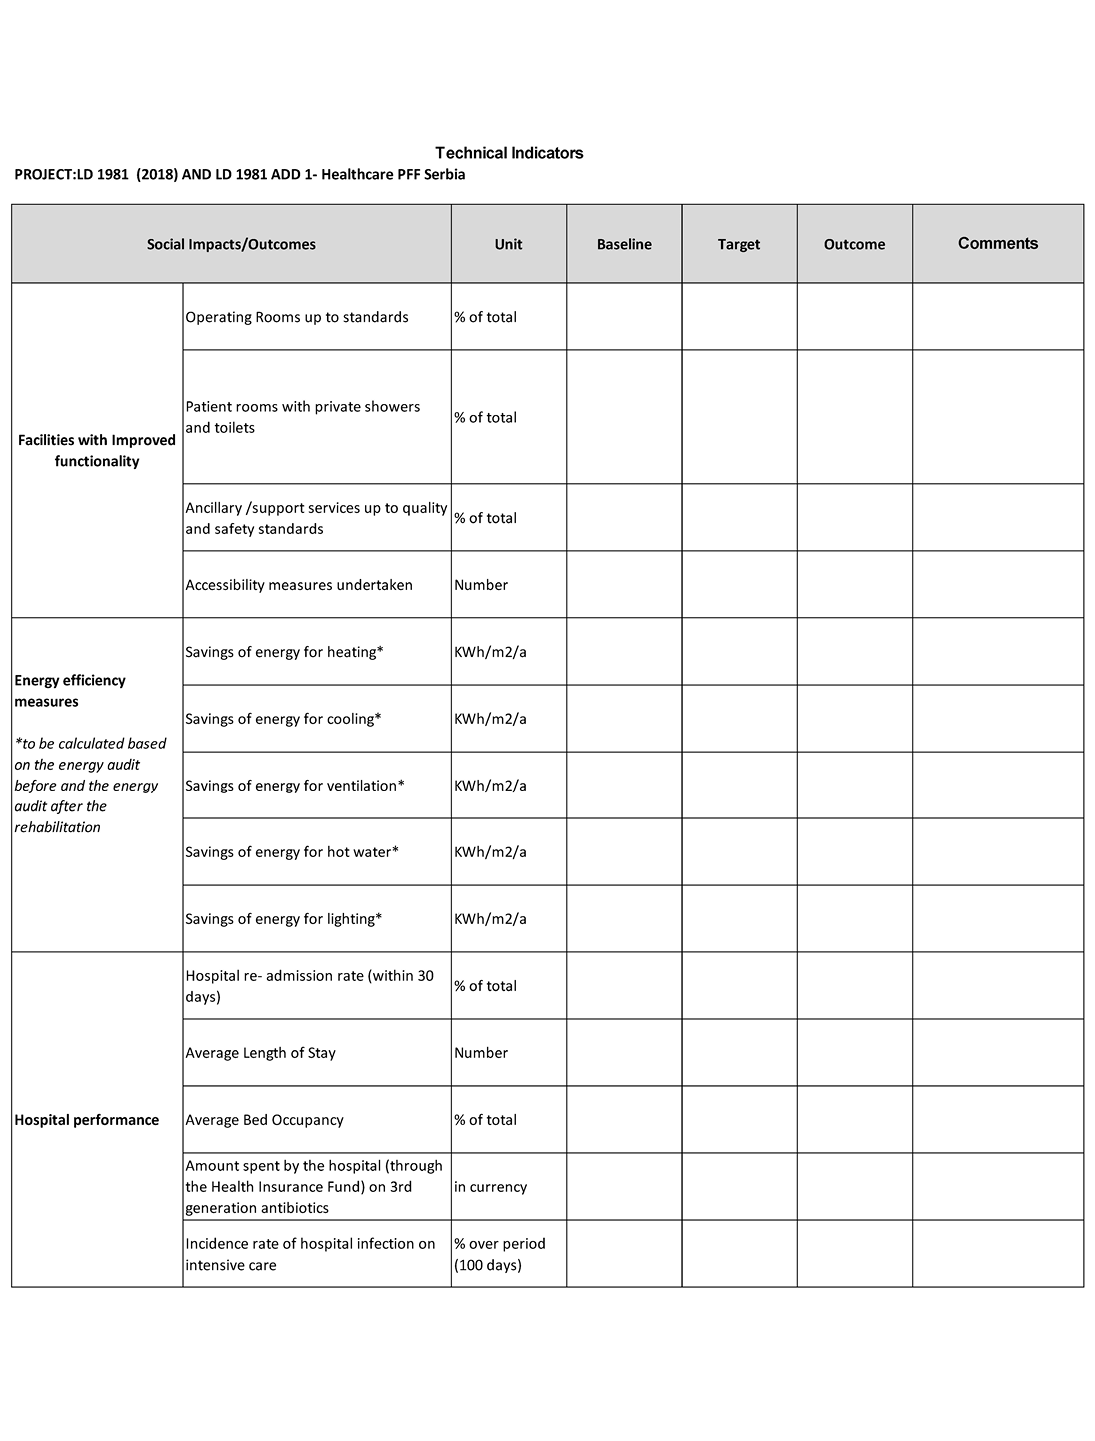 Technical Indicators
PROJECT:LD 1981  (2018) AND LD 1981 ADD 1- Healthcare PFF Serbia
Social Impacts/Outcomes Unit Baseline Target Outcome Comments
Facilities with Improved
functionality
Operating Rooms up to standards % of total
Patient rooms with private showers
and toilets
% of total
Ancillary /support services up to quality
and safety standards
% of total
Accessibility measures undertaken Number
Energy efficiency
measures
*to be calculated based
on the energy audit
before and the energy
audit after the
rehabilitation
Savings of energy for heating* KWh/m2/a
Savings of energy for cooling* KWh/m2/a
Savings of energy for ventilation* KWh/m2/a
Savings of energy for hot water* KWh/m2/a
Savings of energy for lighting* KWh/m2/a
Hospital performance
Hospital re- admission rate (within 30
days)
% of total
Average Length of Stay Number
Average Bed Occupancy % of total
Amount spent by the hospital (through
the Health Insurance Fund) on 3rd
generation antibiotics
in currency
Incidence rate of hospital infection on
intensive care
% over period
(100 days)